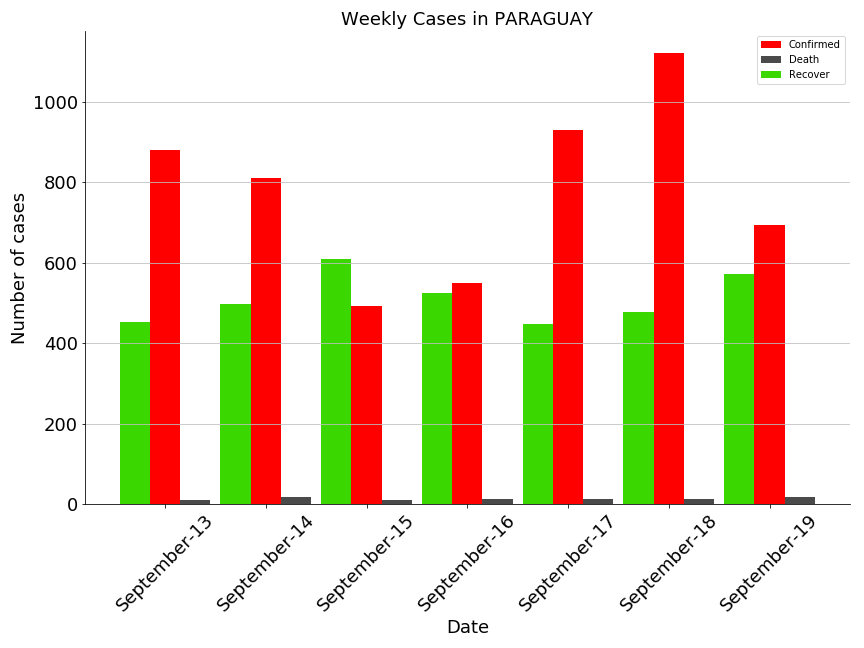 Weekly Cases in PARAGUAY
Confirmed
Death
Recover
Number of cases
1000
800
600
400
200
0
September-13
September-14
September-15
September-16
September-17
September-18
September-19
Date